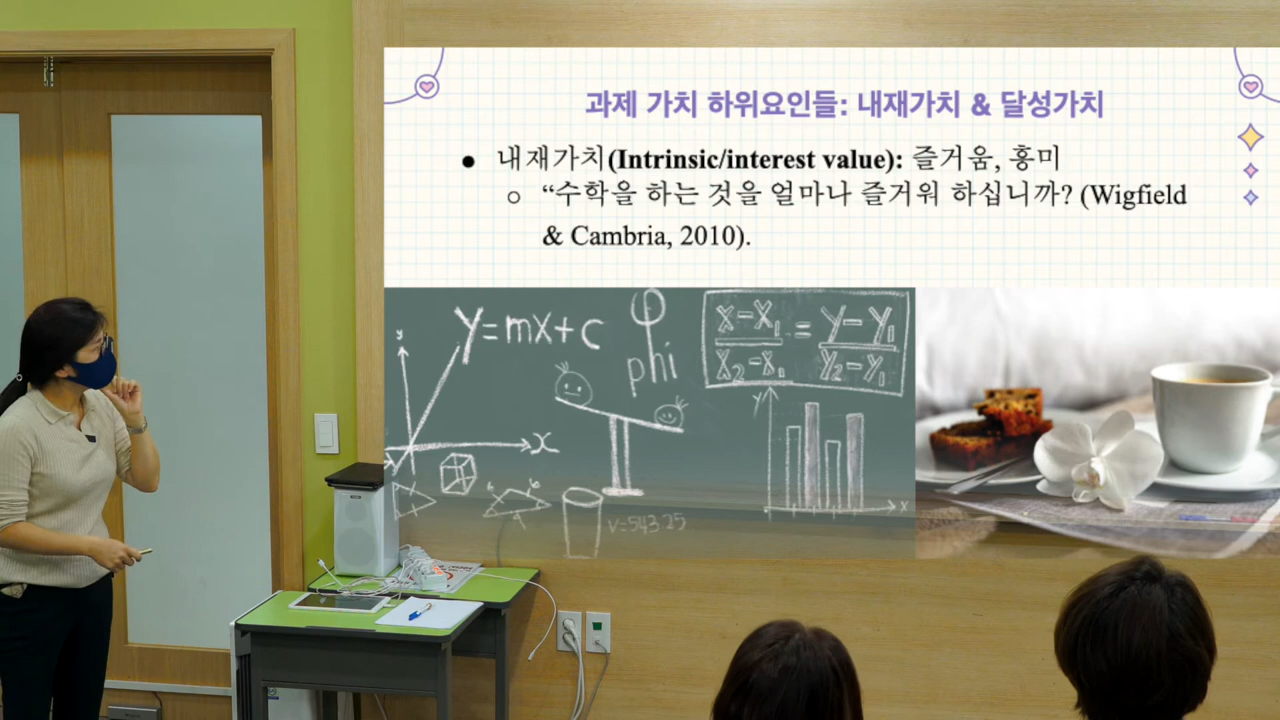 과제 가치 하위요인들: 내재가치 & 달성가치
● 내재가치(Intrinsic/interest value): 즐거움, 흥미
○ “수학을 하는 것을 얼마나 즐거워 하십니까? (Wigfield
& Cambria, 2010).
Y=mX+c
phi
X-X1 / X2-X1 = Y-Y1 / Y2-Y1
y
x
Y
x
V=543.25